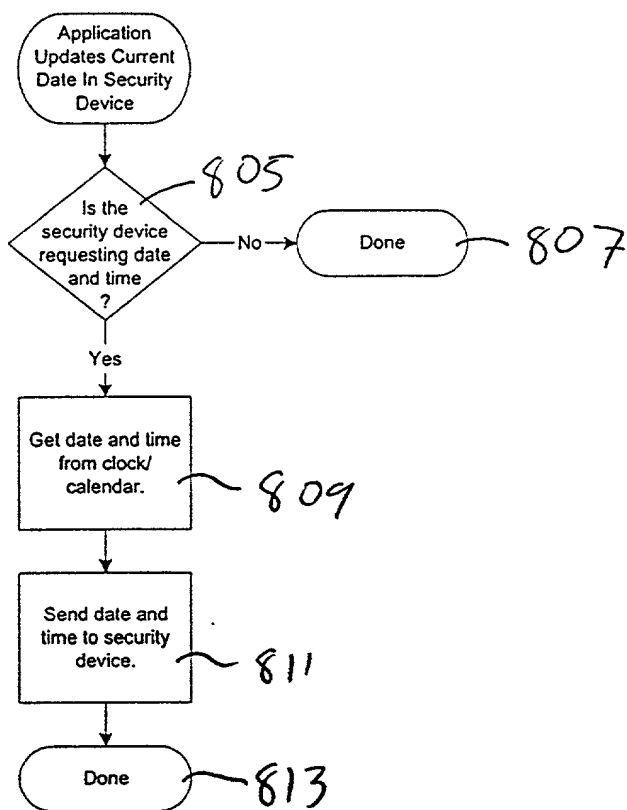 Application
Updates Current
Date In Security
Device
805
Is the
security device
requesting date
and time
?
No
Done
807
Yes
Get date and time
from clock/
calendar.
809
Send date and
time to security
device.
811
Done
813